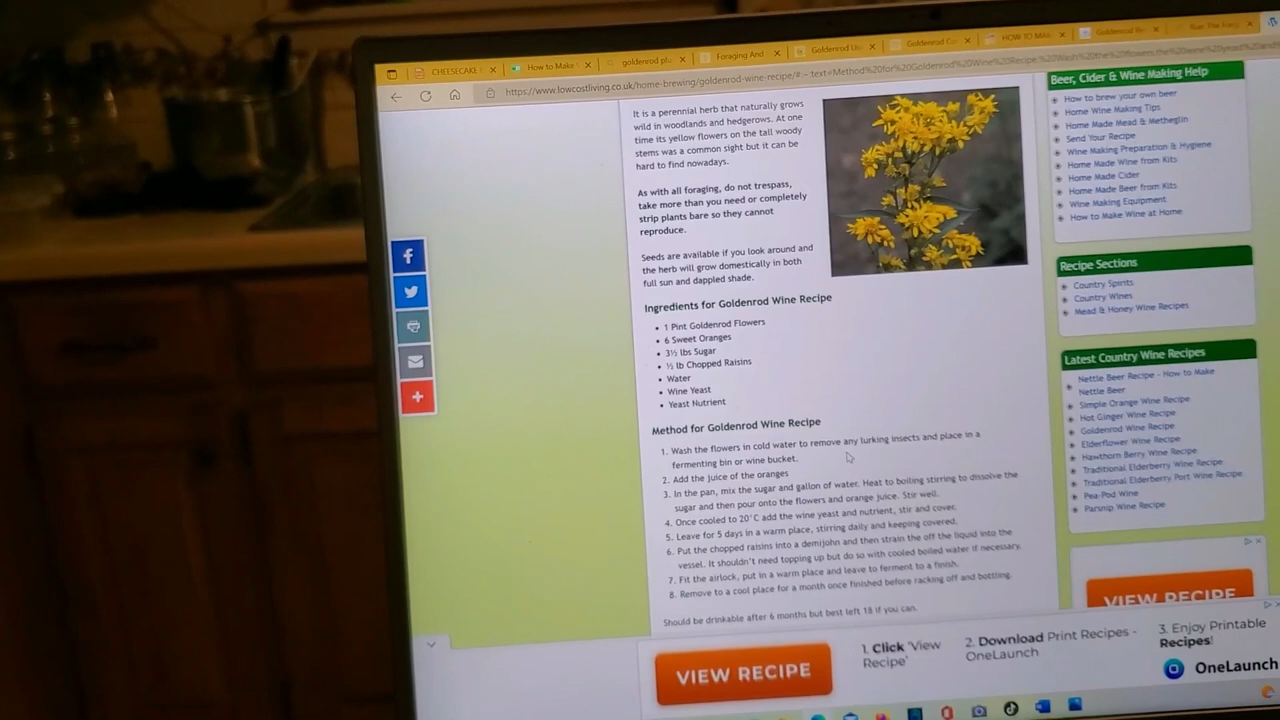 CHEESECAKE
How to Make
goldenrod pl
Foraging And
Goldenrod Us
Goldenrod
HOW TO MA
https://www.lowcostliving.co.uk/home-brewing/goldenrod-wine-recipe/#:~:text=Method%20for%20Goldenrod%20Wine%20Recipe
It is a perennial herb that naturally grows
wild in woodlands and hedgerows. At one
time its yellow flowers on the tall woody
stems was a common sight but it can be
hard to find nowadays.
As with all foraging, do not trespass,
take more than you need or completely
strip plants bare so they cannot
reproduce.
Seeds are available if you look around and
the herb will grow domestically in both
full sun and dappled shade.
Ingredients for Goldenrod Wine Recipe
1 Pint Goldenrod Flowers
6 Sweet Oranges
3½ lbs Sugar
½ lb Chopped Raisins
Water
Wine Yeast
Yeast Nutrient
Method for Goldenrod Wine Recipe
1. Wash the flowers in cold water to remove any lurking insects and place in a
fermenting bin or wine bucket.
2. Add the juice of the oranges
3. In the pan, mix the sugar and gallon of water. Heat to boiling stirring to dissolve the
sugar and then pour onto the flowers and orange juice. Stir well.
4. Once cooled to 20°C add the wine yeast and nutrient, stir and cover.
5. Leave for 5 days in a warm place, stirring daily and keeping covered.
6. Put the chopped raisins into a demijohn and then strain the off the liquid into the
vessel. It shouldn't need topping up but do so with cooled boiled water if necessary.
7. Fit the airlock, put in a warm place and leave to ferment to a finish.
8. Remove to a cool place for a month once finished before racking off and bottling.
Should be drinkable after 6 months but best left 18 if you can.
Beer, Cider & Wine Making Help
How to brew your own beer
Home Wine Making Tips
Home Made Mead & Metheglin
Send Your Recipe
Wine Making Preparation & Hygiene
Home Made Wine from Kits
Home Made Cider
Home Made Beer from Kits
Wine Making Equipment
How to Make Wine at Home
Recipe Sections
Country Spirits
Country Wines
Mead & Honey Wine Recipes
Latest Country Wine Recipes
Nettle Beer Recipe - How to Make
Nettle Beer
Simple Orange Wine Recipe
Hot Ginger Wine Recipe
Goldenrod Wine Recipe
Elderflower Wine Recipe
Hawthorn Berry Wine Recipe
Traditional Elderberry Wine Recipe
Traditional Elderberry Port Wine Recipe
Pea-Pod Wine
Parsnip Wine Recipe
VIEW RECIPE
VIEW RECIPE
1. Click 'View
Recipe'
2. Download Print Recipes -
OneLaunch
3. Enjoy Printable
Recipes!
OneLaunch